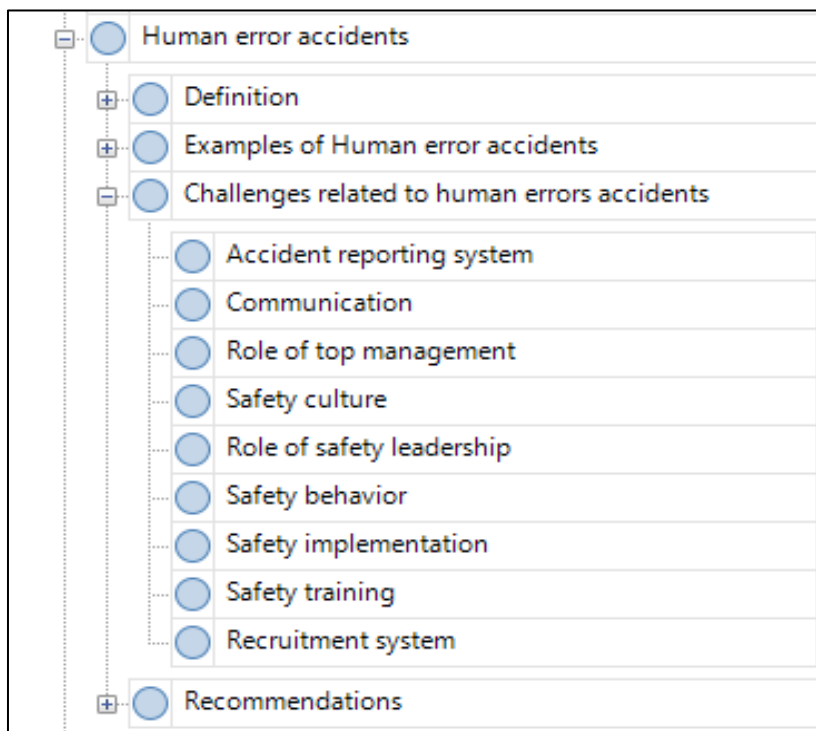 Human error accidents
Definition
Examples of Human error accidents
Challenges related to human errors accidents
Accident reporting system
Communication
Role of top management
Safety culture
Role of safety leadership
Safety behavior
Safety implementation
Safety training
Recruitment system
Recommendations